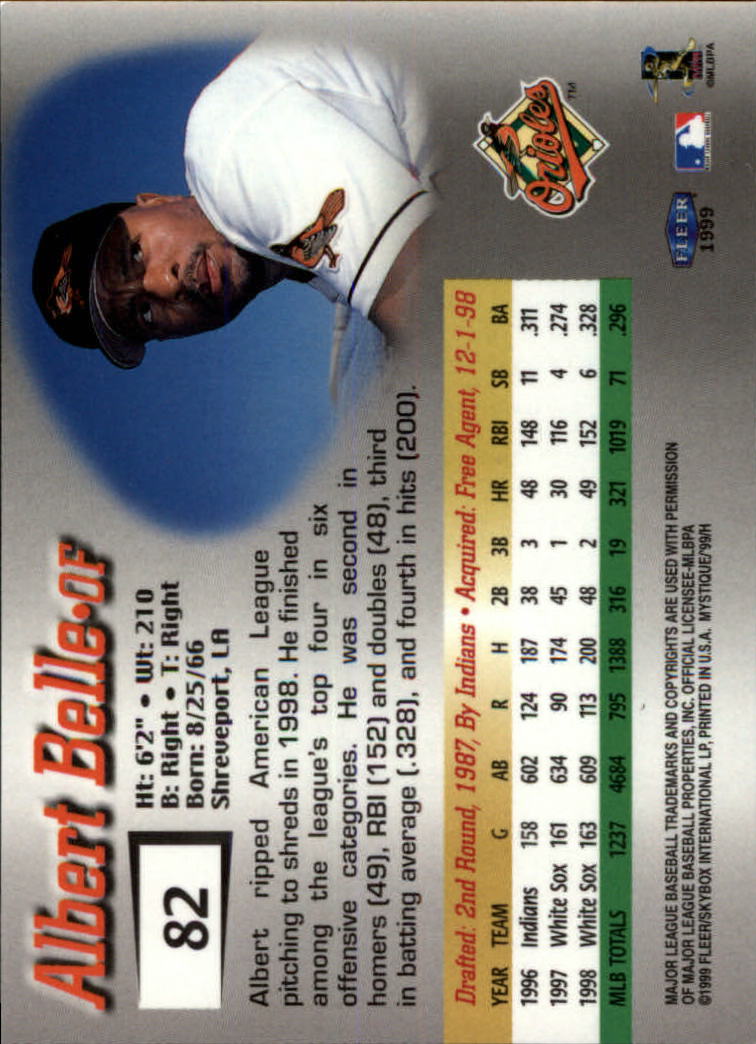 Albert Belle•OF
82
Ht: 6'2" • Wt: 210
B: Right • T: Right
Born: 8/25/66
Shreveport, LA
Albert ripped American League
pitching to shreds in 1998. He finished
among the league's top four in six
offensive categories. He was second in
homers (49), RBI (152) and doubles (48), third
in batting average (.328), and fourth in hits (200).
Drafted: 2nd Round, 1987, By Indians • Acquired: Free Agent, 12-1-98
YEAR TEAM G AB R H 2B 3B HR RBI SB BA
1996 Indians 158 602 124 187 38 3 48 148 11 .311
1997 White Sox 161 634 90 174 45 1 30 116 4 .274
1998 White Sox 163 609 113 200 48 2 49 152 6 .328
MLB TOTALS 1237 4684 795 1388 316 19 321 1019 71 .296
Orioles™
MAJOR LEAGUE BASEBALL TRADEMARKS AND COPYRIGHTS ARE USED WITH PERMISSION
OF MAJOR LEAGUE BASEBALL PROPERTIES, INC. OFFICIAL LICENSEE-MLBPA
©1999 FLEER/SKYBOX INTERNATIONAL LP, PRINTED IN U.S.A. MYSTIQUE/99/H
FLEER
1999
©MLBPA